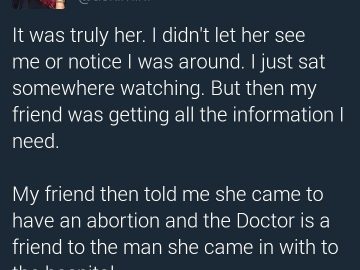 It was truly her. I didn't let her see
me or notice I was around. I just sat
somewhere watching. But then my
friend was getting all the information I
need.
My friend then told me she came to
have an abortion and the Doctor is a
friend to the man she came in with to
the hospital